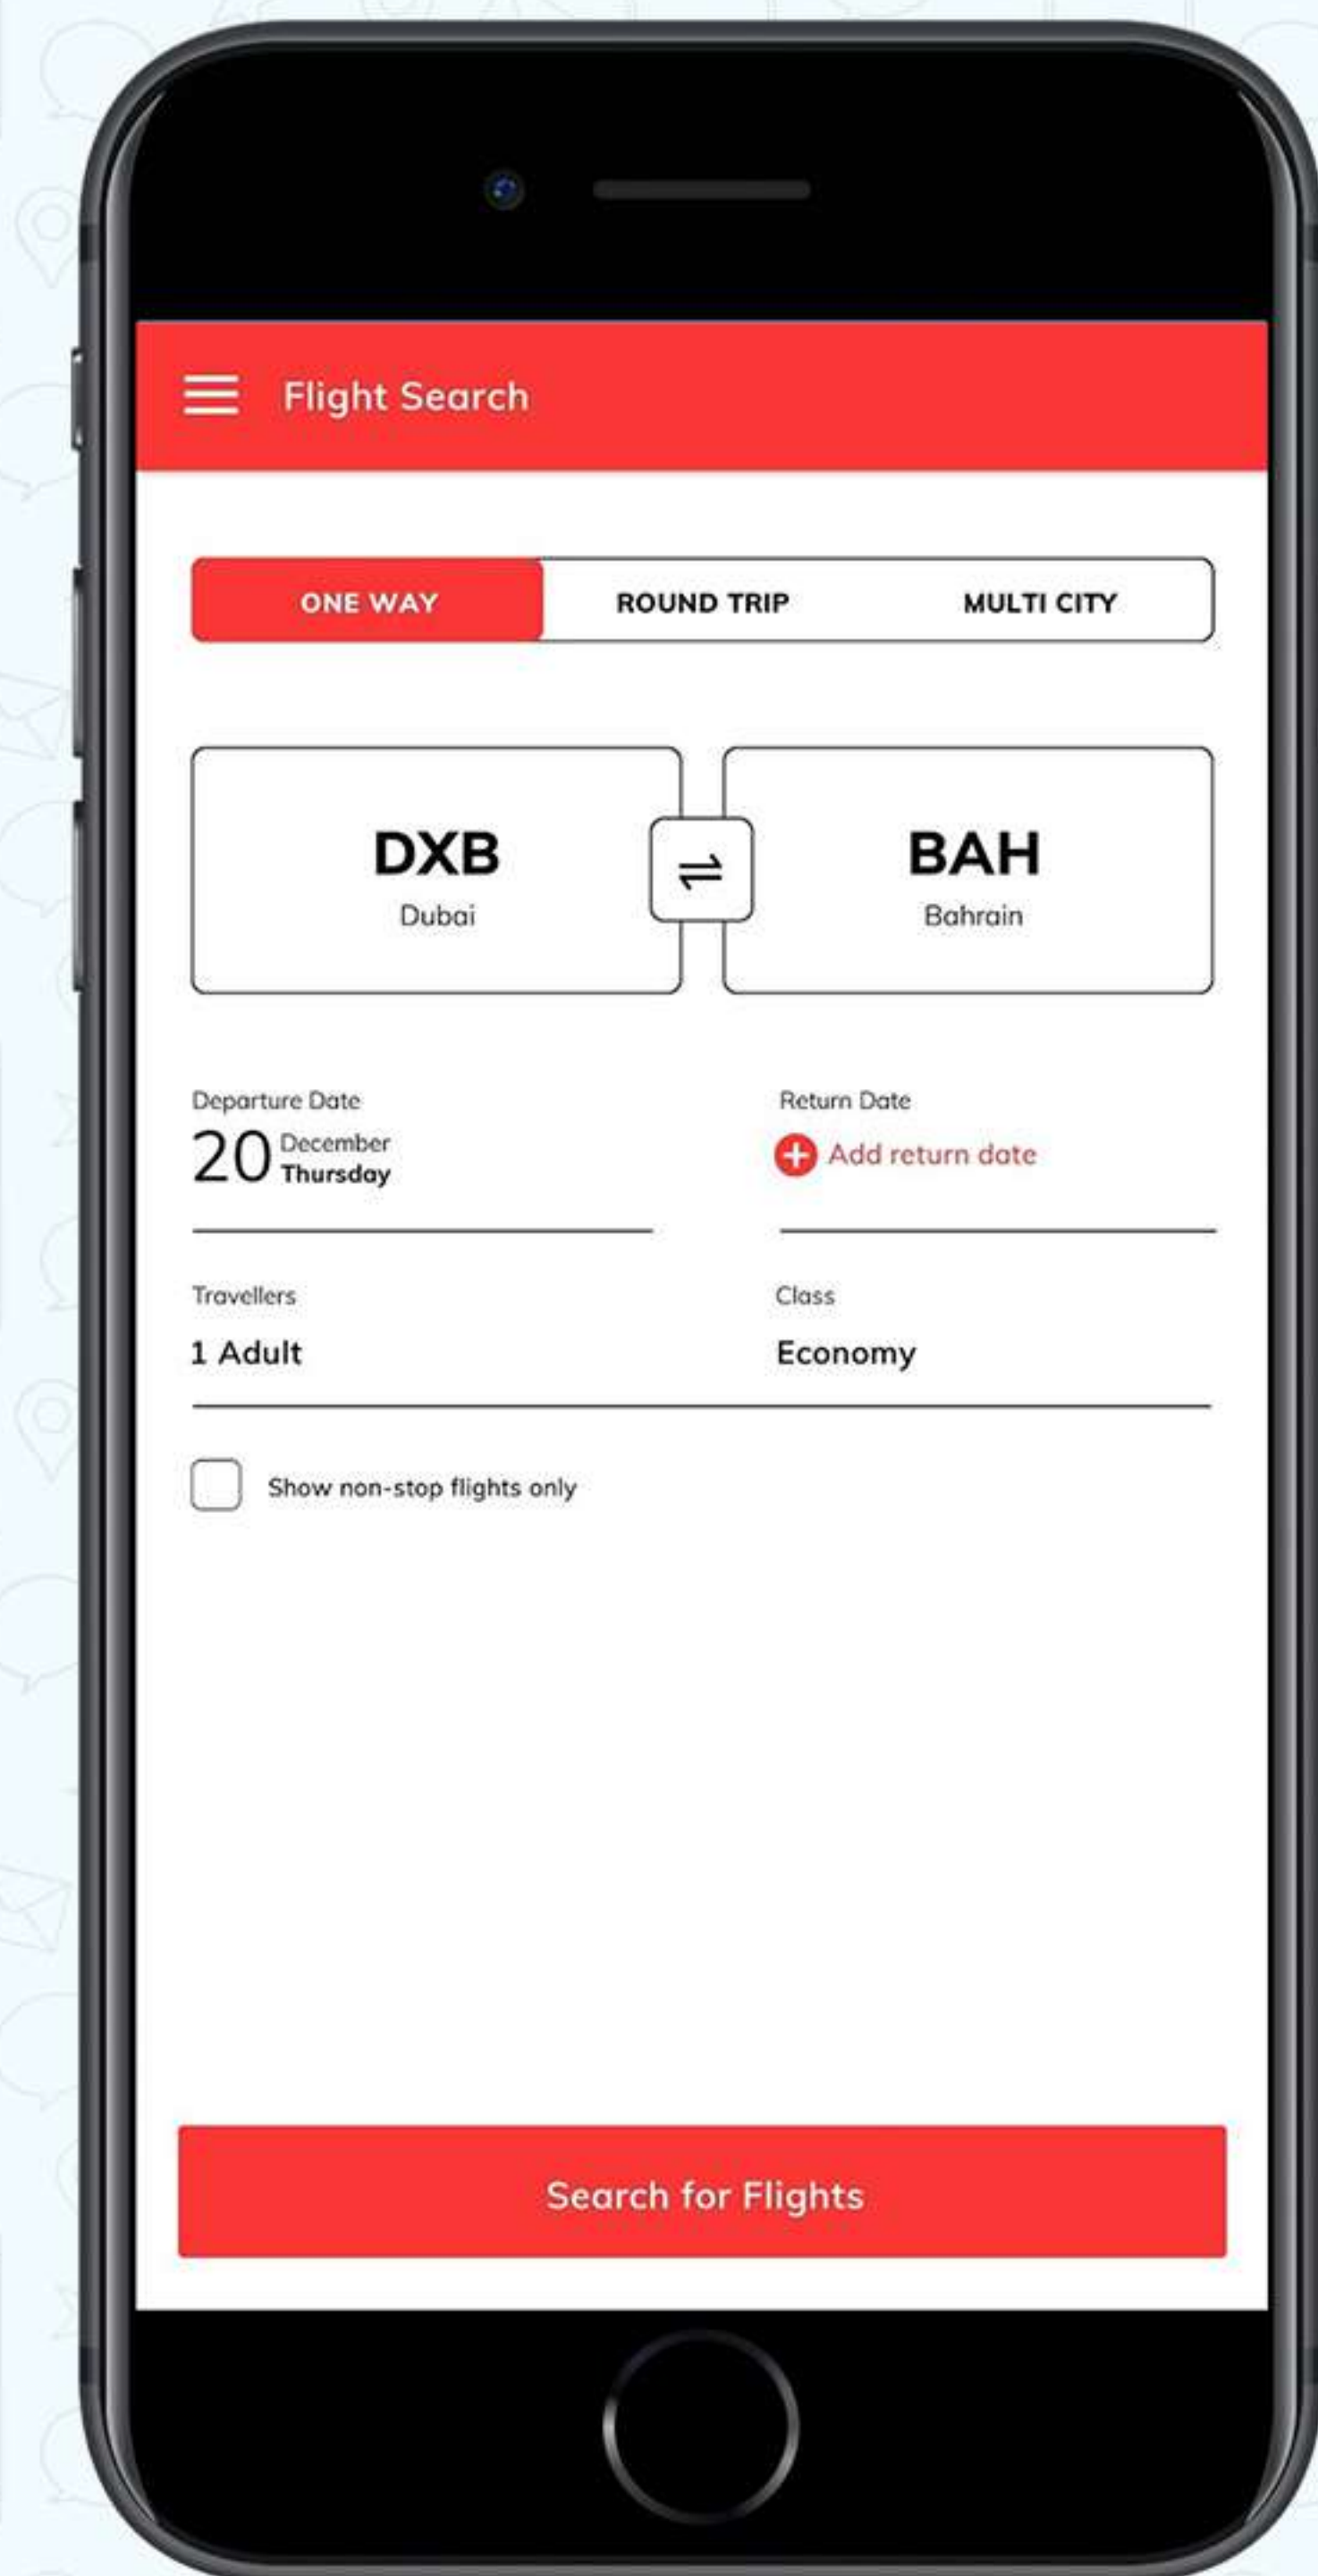 Flight Search
ONE WAY ROUND TRIP MULTI CITY
DXB
Dubai
⇌
BAH
Bahrain
Departure Date
20 December
Thursday
Return Date
Add return date
Travellers
1 Adult
Class
Economy
Show non-stop flights only
Search for Flights